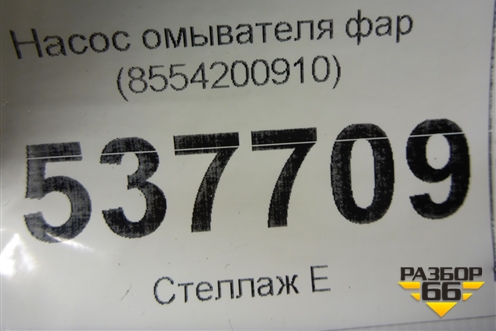 Насос омывателя фар
(8554200910)
537709
Стеллаж Е
РАЗБОР
66